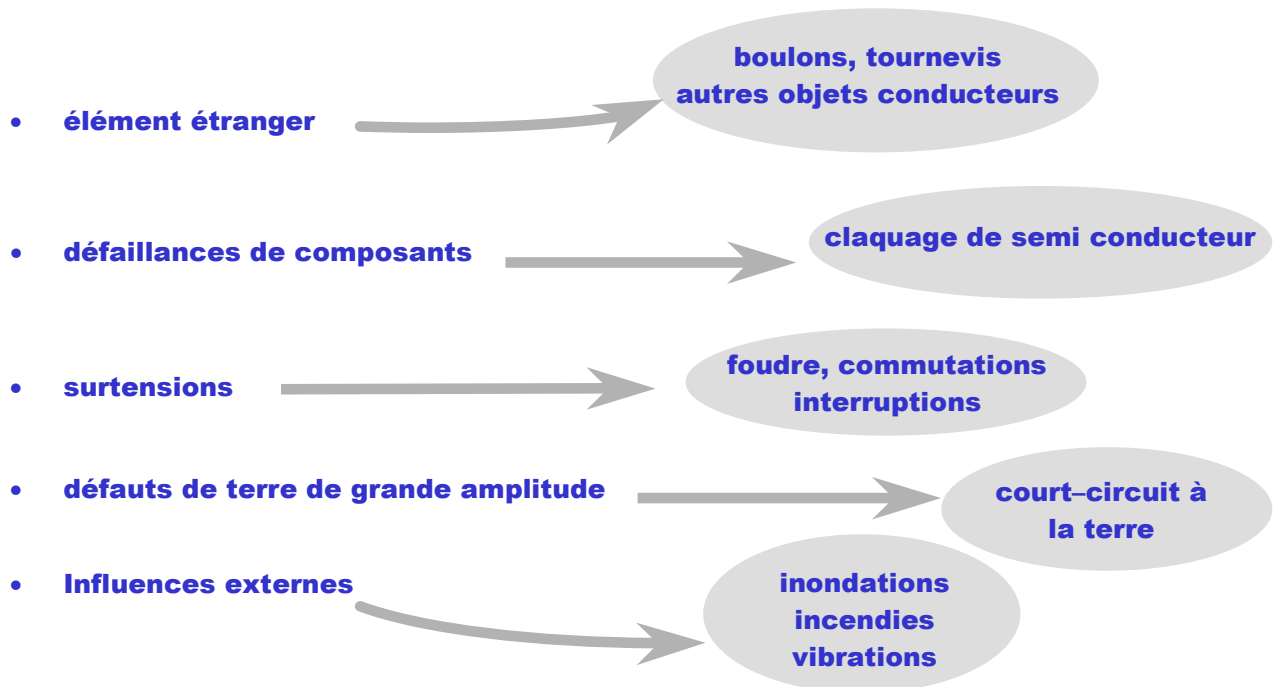 boulons, tournevis
autres objets conducteurs
• élément étranger
• défaillances de composants
claquage de semi conducteur
• surtensions
foudre, commutations
interruptions
• défauts de terre de grande amplitude
court–circuit à
la terre
• Influences externes
inondations
incendies
vibrations